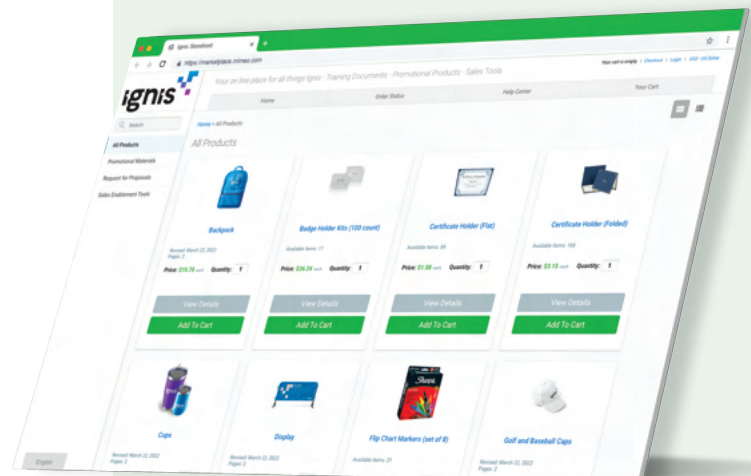 Ignis Storefront
https://marketplace.mimeo.com
ignis
Your on line place for all things Ignis - Training Documents - Promotional Products - Sales Tools
Your cart is empty | Checkout | Login | USD - US Dollar
Home
Order Status
Help Center
Your Cart
Search
All Products
Promotional Materials
Request for Proposals
Sales Enablement Tools
Home > All Products
All Products
Backpack
Revised: March 22, 2022
Pages: 2
Price: $15.75 each Quantity: 1
View Details
Add To Cart
Badge Holder Kits (100 count)
Available items: 11
Price: $26.24 each Quantity: 1
View Details
Add To Cart
Certificate Holder (Flat)
Available items: 89
Price: $1.58 each Quantity: 1
View Details
Add To Cart
Certificate Holder (Folded)
Available items: 168
Price: $3.15 each Quantity: 1
View Details
Add To Cart
Cups
Revised: March 22, 2022
Pages: 2
Display
Revised: March 22, 2022
Pages: 2
Sharpie
Flip Chart Markers (set of 8)
Available items: 21
Golf and Baseball Caps
Revised: March 22, 2022
Pages: 2
English